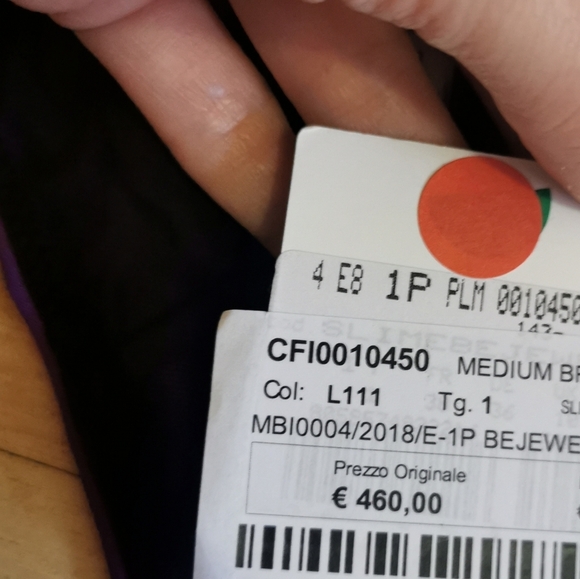 4 E8 1P PLM 0010450
CFI0010450 MEDIUM
Col: L111 Tg. 1
MBI0004/2018/E-1P
Prezzo Originale
€ 460,00